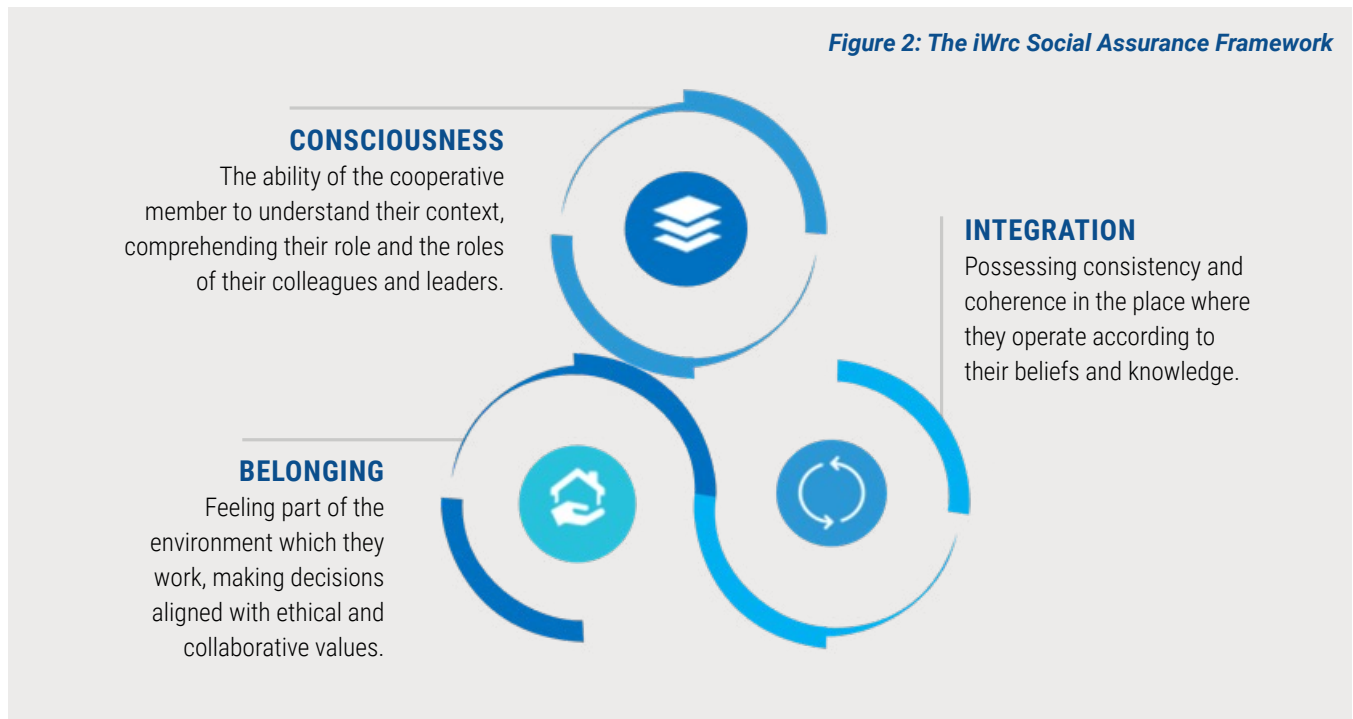 Figure 2: The iWrc Social Assurance Framework
CONSCIOUSNESS
The ability of the cooperative
member to understand their context,
comprehending their role and the roles
of their colleagues and leaders.
INTEGRATION
Possessing consistency and
coherence in the place where
they operate according to
their beliefs and knowledge.
BELONGING
Feeling part of the
environment which they
work, making decisions
aligned with ethical and
collaborative values.